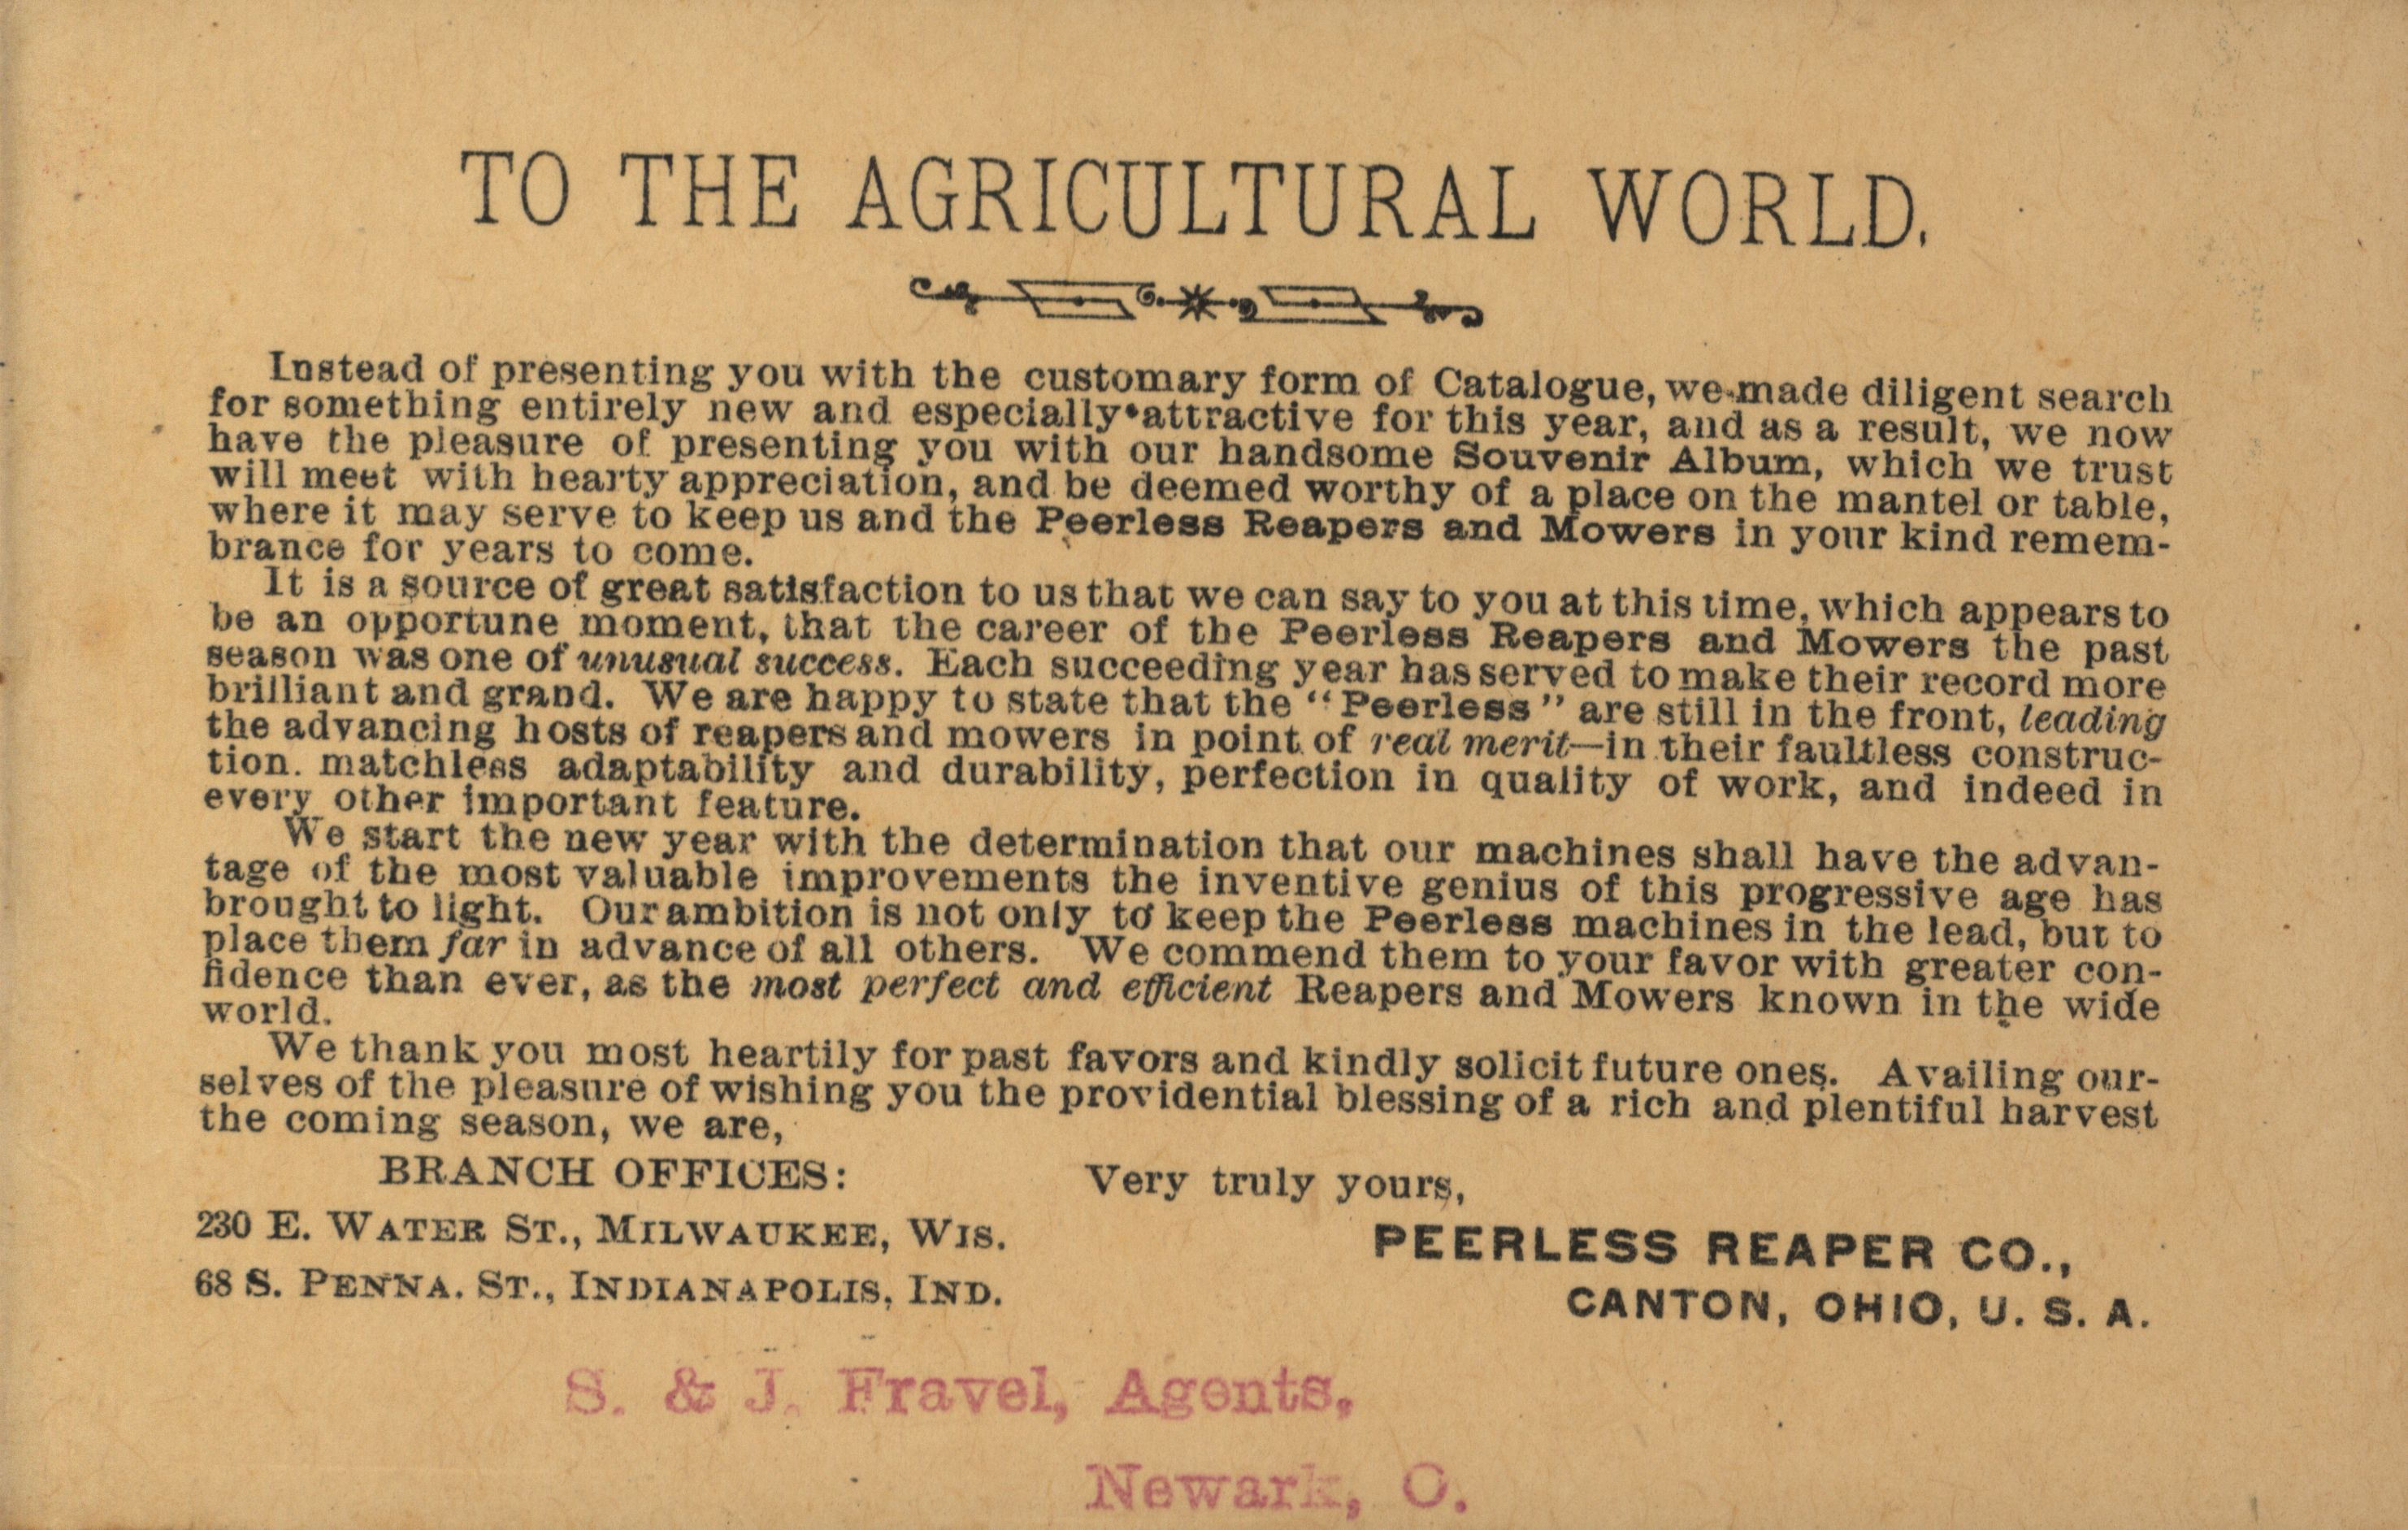 TO THE AGRICULTURAL WORLD.
Instead of presenting you with the customary form of Catalogue, we made diligent search
for something entirely new and especially attractive for this year, and as a result, we now
have the pleasure of presenting you with our handsome Souvenir Album, which we trust
will meet with hearty appreciation, and be deemed worthy of a place on the mantel or table,
where it may serve to keep us and the Peerless Reapers and Mowers in your kind remem-
brance for years to come.
It is a source of great satisfaction to us that we can say to you at this time, which appears to
be an opportune moment, that the career of the Peerless Reapers and Mowers the past
season was one of unusual success. Each succeeding year has served to make their record more
brilliant and grand. We are happy to state that the "Peerless" are still in the front, leading
the advancing hosts of reapers and mowers in point of real merit—in their faultless construc-
tion. matchless adaptability and durability, perfection in quality of work, and indeed in
every other important feature.
We start the new year with the determination that our machines shall have the advan-
tage of the most valuable improvements the inventive genius of this progressive age has
brought to light. Our ambition is not only to keep the Peerless machines in the lead, but to
place them far in advance of all others. We commend them to your favor with greater con-
fidence than ever, as the most perfect and efficient Reapers and Mowers known in the wide
world.
We thank you most heartily for past favors and kindly solicit future ones. Availing our-
selves of the pleasure of wishing you the providential blessing of a rich and plentiful harvest
the coming season, we are,
BRANCH OFFICES:
230 E. WATER ST., MILWAUKEE, WIS.
68 S. PENNA. ST., INDIANAPOLIS, IND.
Very truly yours,
PEERLESS REAPER CO.,
CANTON, OHIO, U. S. A.
S. & J. Fravel, Agents,
Newark, O.